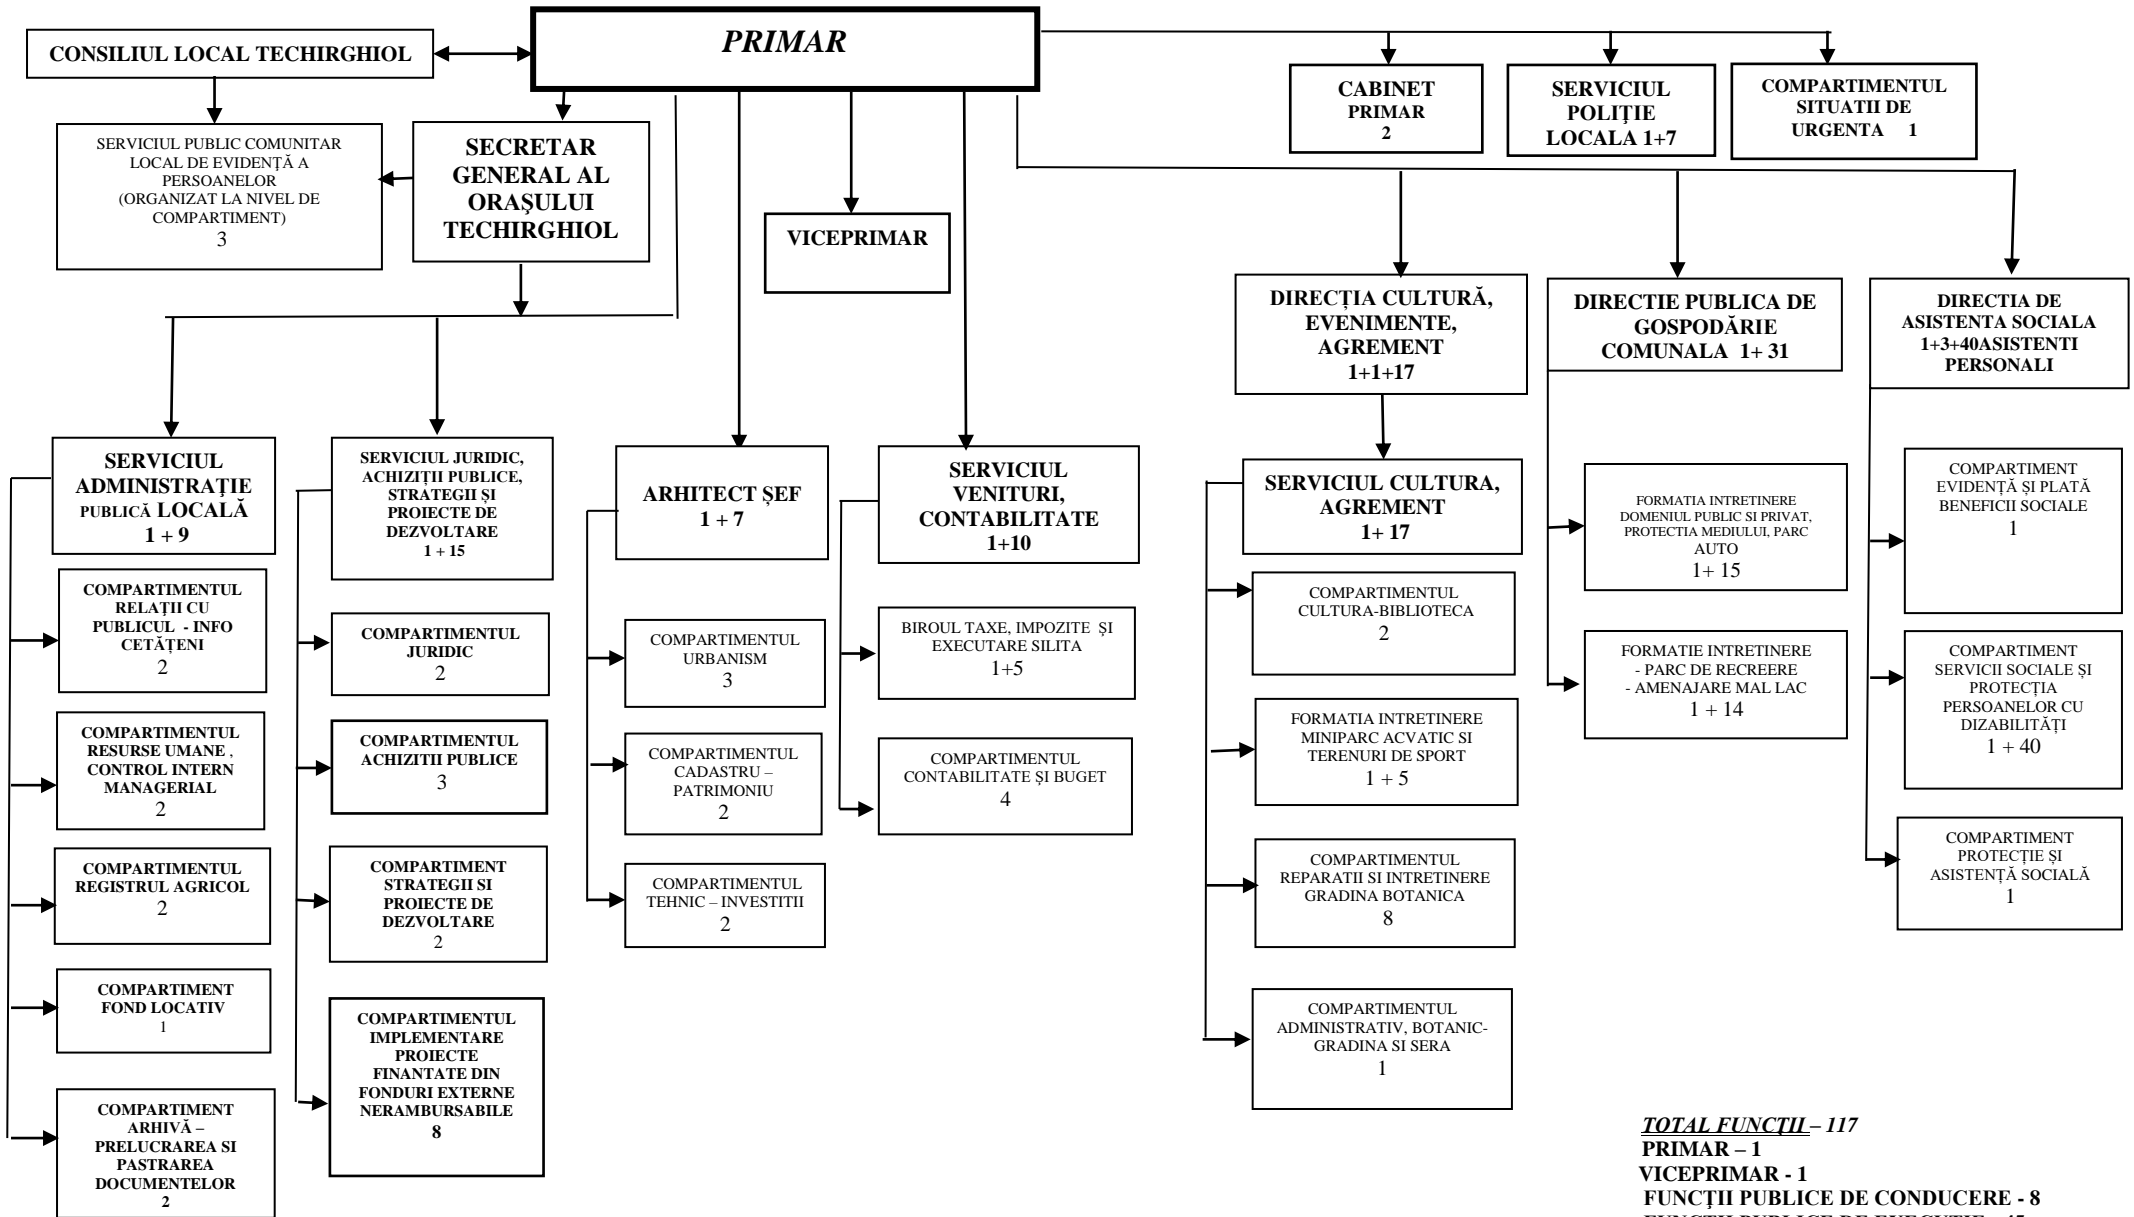 PRIMAR
CONSILIUL LOCAL TECHIRGHIOL
CABINET
PRIMAR
2
SERVICIUL
POLIŢIE
LOCALA 1+7
COMPARTIMENTUL
SITUATII DE
URGENTA 1
SERVICIUL PUBLIC COMUNITAR
LOCAL DE EVIDENȚĂ A
PERSOANELOR
(ORGANIZAT LA NIVEL DE
COMPARTIMENT)
3
SECRETAR
GENERAL AL
ORAŞULUI
TECHIRGHIOL
VICEPRIMAR
DIRECȚIA CULTURĂ,
EVENIMENTE,
AGREMENT
1+1+17
DIRECTIE PUBLICA DE
GOSPODĂRIE
COMUNALA 1+ 31
DIRECTIA DE
ASISTENTA SOCIALA
1+3+40ASISTENTI
PERSONALI
SERVICIUL
ADMINISTRAŢIE
PUBLICĂ LOCALĂ
1 + 9
SERVICIUL JURIDIC,
ACHIZIȚII PUBLICE,
STRATEGII ȘI
PROIECTE DE
DEZVOLTARE
1 + 15
ARHITECT ȘEF
1 + 7
SERVICIUL
VENITURI,
CONTABILITATE
1+10
SERVICIUL CULTURA,
AGREMENT
1+ 17
FORMATIA INTRETINERE
DOMENIUL PUBLIC SI PRIVAT,
PROTECTIA MEDIULUI, PARC
AUTO
1+ 15
COMPARTIMENT
EVIDENȚĂ ȘI PLATĂ
BENEFICII SOCIALE
1
COMPARTIMENTUL
RELAȚII CU
PUBLICUL - INFO
CETĂȚENI
2
COMPARTIMENTUL
JURIDIC
2
COMPARTIMENTUL
URBANISM
3
BIROUL TAXE, IMPOZITE ȘI
EXECUTARE SILITA
1+5
COMPARTIMENTUL
CULTURA-BIBLIOTECA
2
FORMATIE INTRETINERE
- PARC DE RECREERE
- AMENAJARE MAL LAC
1 + 14
COMPARTIMENT
SERVICII SOCIALE ȘI
PROTECȚIA
PERSOANELOR CU
DIZABILITĂȚI
1 + 40
COMPARTIMENTUL
RESURSE UMANE ,
CONTROL INTERN
MANAGERIAL
2
COMPARTIMENTUL
ACHIZITII PUBLICE
3
COMPARTIMENTUL
CADASTRU –
PATRIMONIU
2
COMPARTIMENTUL
CONTABILITATE ȘI BUGET
4
FORMATIA INTRETINERE
MINIPARC ACVATIC SI
TERENURI DE SPORT
1 + 5
COMPARTIMENT
PROTECȚIE ȘI
ASISTENȚĂ SOCIALĂ
1
COMPARTIMENTUL
REGISTRUL AGRICOL
2
COMPARTIMENT
STRATEGII SI
PROIECTE DE
DEZVOLTARE
2
COMPARTIMENTUL
TEHNIC – INVESTITII
2
COMPARTIMENTUL
REPARATII SI INTRETINERE
GRADINA BOTANICA
8
COMPARTIMENT
FOND LOCATIV
1
COMPARTIMENTUL
IMPLEMENTARE
PROIECTE
FINANTATE DIN
FONDURI EXTERNE
NERAMBURSABILE
8
COMPARTIMENTUL
ADMINISTRATIV, BOTANIC-
GRADINA SI SERA
1
COMPARTIMENT
ARHIVĂ –
PRELUCRAREA SI
PASTRAREA
DOCUMENTELOR
2
TOTAL FUNCŢII – 117
PRIMAR – 1
VICEPRIMAR - 1
FUNCŢII PUBLICE DE CONDUCERE - 8